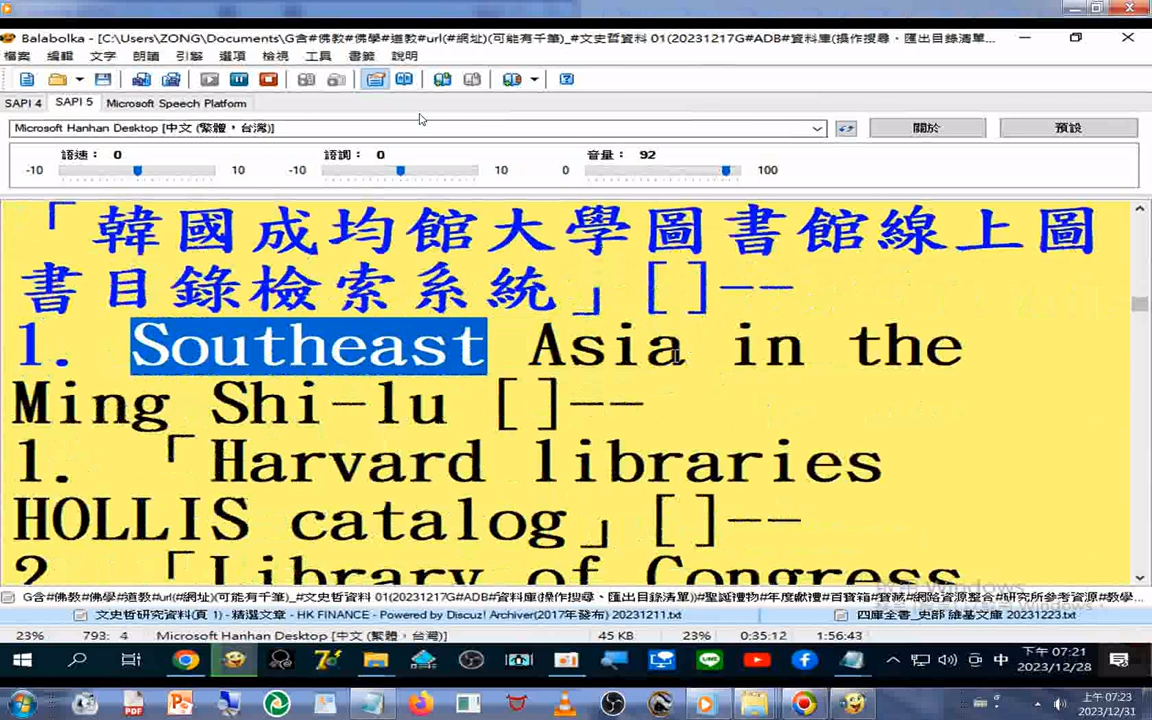 Balabolka - [C:\Users\ZONG\Documents\G含#佛教#佛學#道教#url(#網址)(可能有千筆)_#文史哲資料 01(20231217G#ADB#資料庫(操作搜尋、匯出目錄清單...
檔案 編輯 文字 朗讀 引擎 選項 檢視 工具 書籤 說明
SAPI 4 SAPI 5 Microsoft Speech Platform
Microsoft Hanhan Desktop [中文 (繁體，台灣)] 關於 預設
語速： 0 語調： 0 音量： 92
-10 10 -10 10 0 100
「韓國成均館大學圖書館線上圖
書目錄檢索系統」[]--
1. Southeast Asia in the
Ming Shi-lu []--
1. 「Harvard libraries
HOLLIS catalog」[]--
2. 「Library of Congress
G含#佛教#佛學#道教#url(#網址)(可能有千筆)_#文史哲資料 01(20231217G#ADB#資料庫(操作搜尋、匯出目錄清單))#聖誕禮物#年度獻禮#百寶箱#寶藏#網路資源整合#研究所參考資源#教學...
文史哲研究資料(頁 1) - 精選文章 - HK FINANCE - Powered by Discuz! Archiver(2017年發布) 20231211.txt 四庫全書_史部 維基文庫 20231223.txt
23% 793: 4 Microsoft Hanhan Desktop [中文 (繁體，台灣)] 45 KB 23% 0:35:12 1:56:43
中 下午 07:21
2023/12/28
上午 07:23
2023/12/31